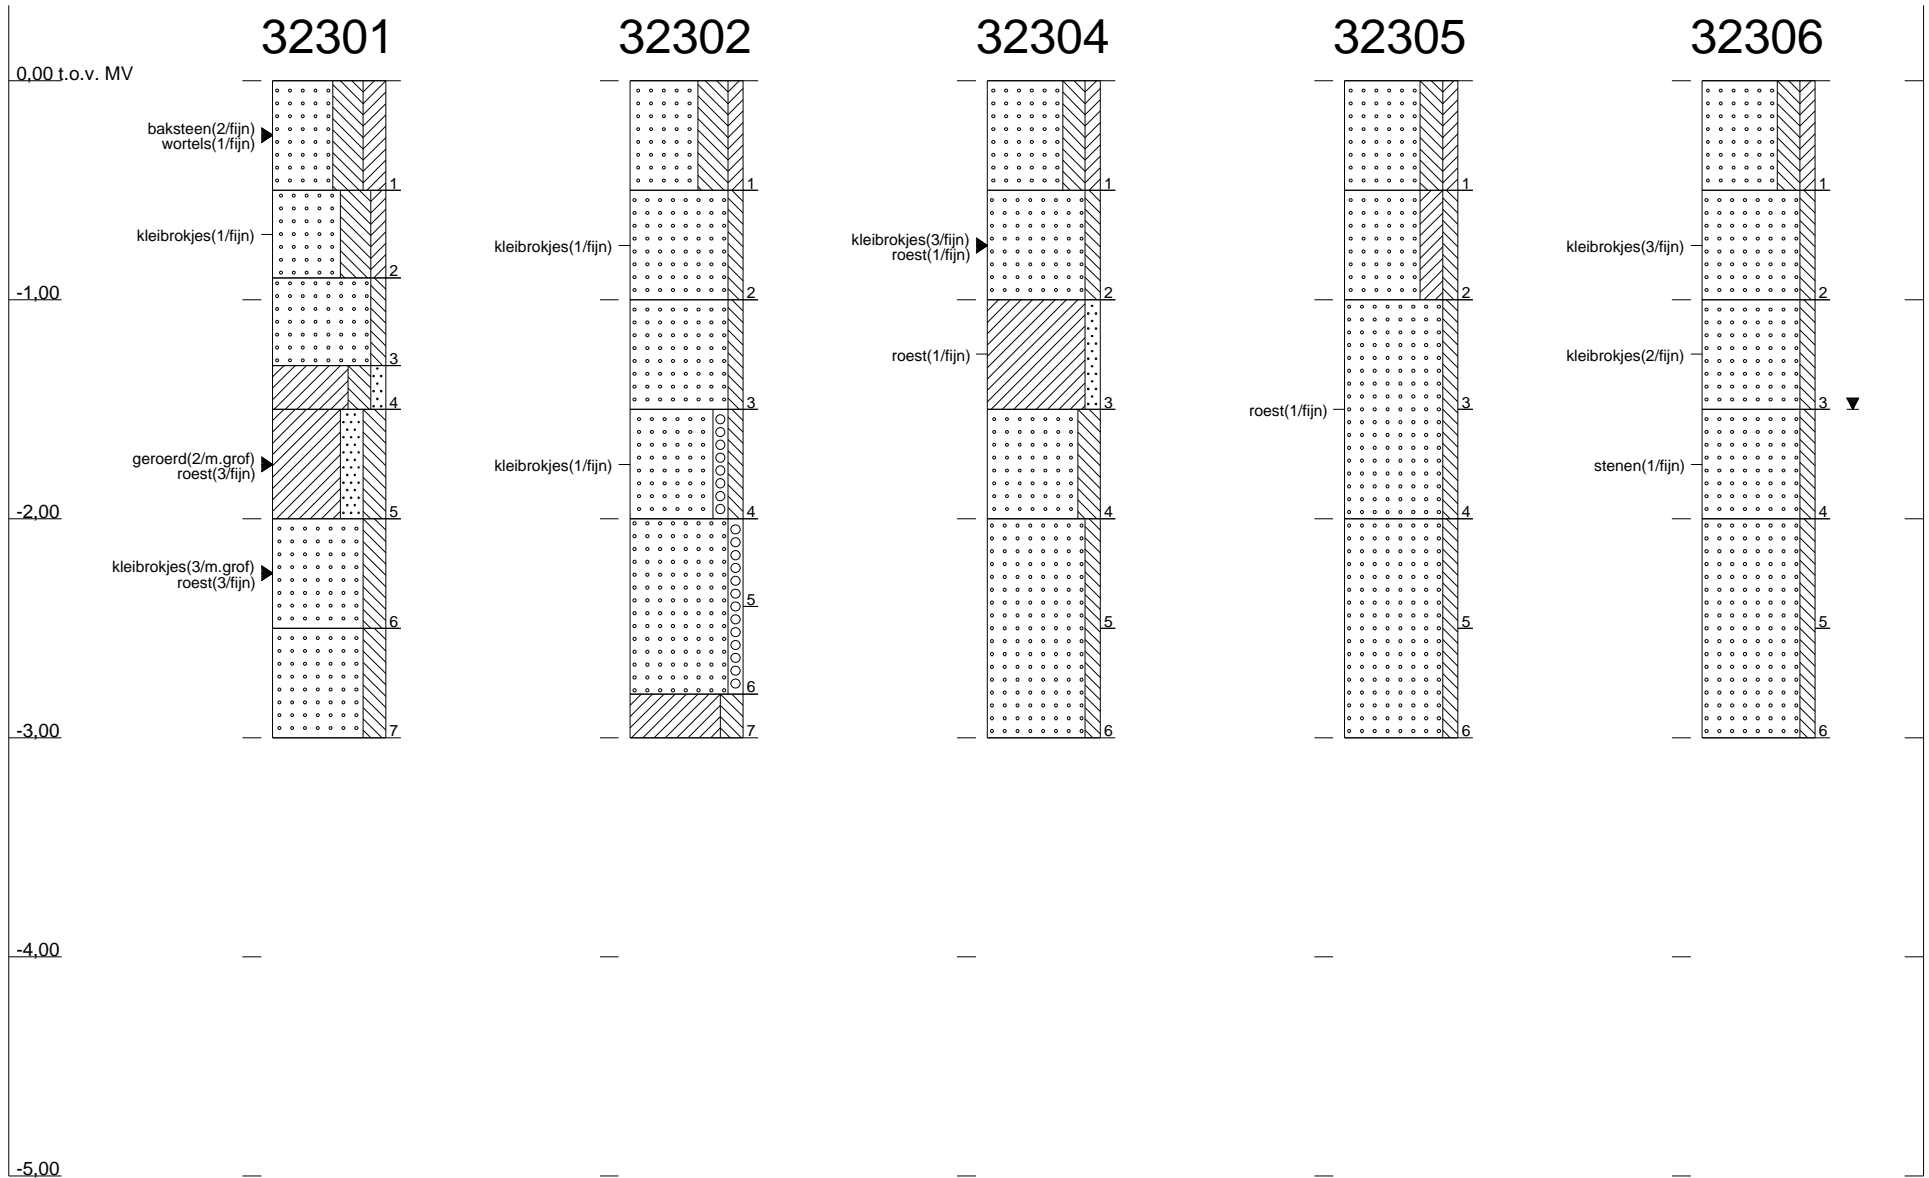 32301 32302 32304 32305 32306
0,00 t.o.v. MV
baksteen(2/fijn)
wortels(1/fijn)
1 1 1 1 1
kleibrokjes(1/fijn)
kleibrokjes(1/fijn)
kleibrokjes(3/fijn)
roest(1/fijn)
kleibrokjes(3/fijn)
2
-1,00 2 2 2 2
3
roest(1/fijn)
kleibrokjes(2/fijn)
4 3 3 3 3
roest(1/fijn)
geroerd(2/m.grof)
roest(3/fijn)
kleibrokjes(1/fijn)
stenen(1/fijn)
-2,00 5 4 4 4 4
kleibrokjes(3/m.grof)
roest(3/fijn)
5
6 5 5 5
6
-3,00 7 7 6 6 6
-4,00
-5,00